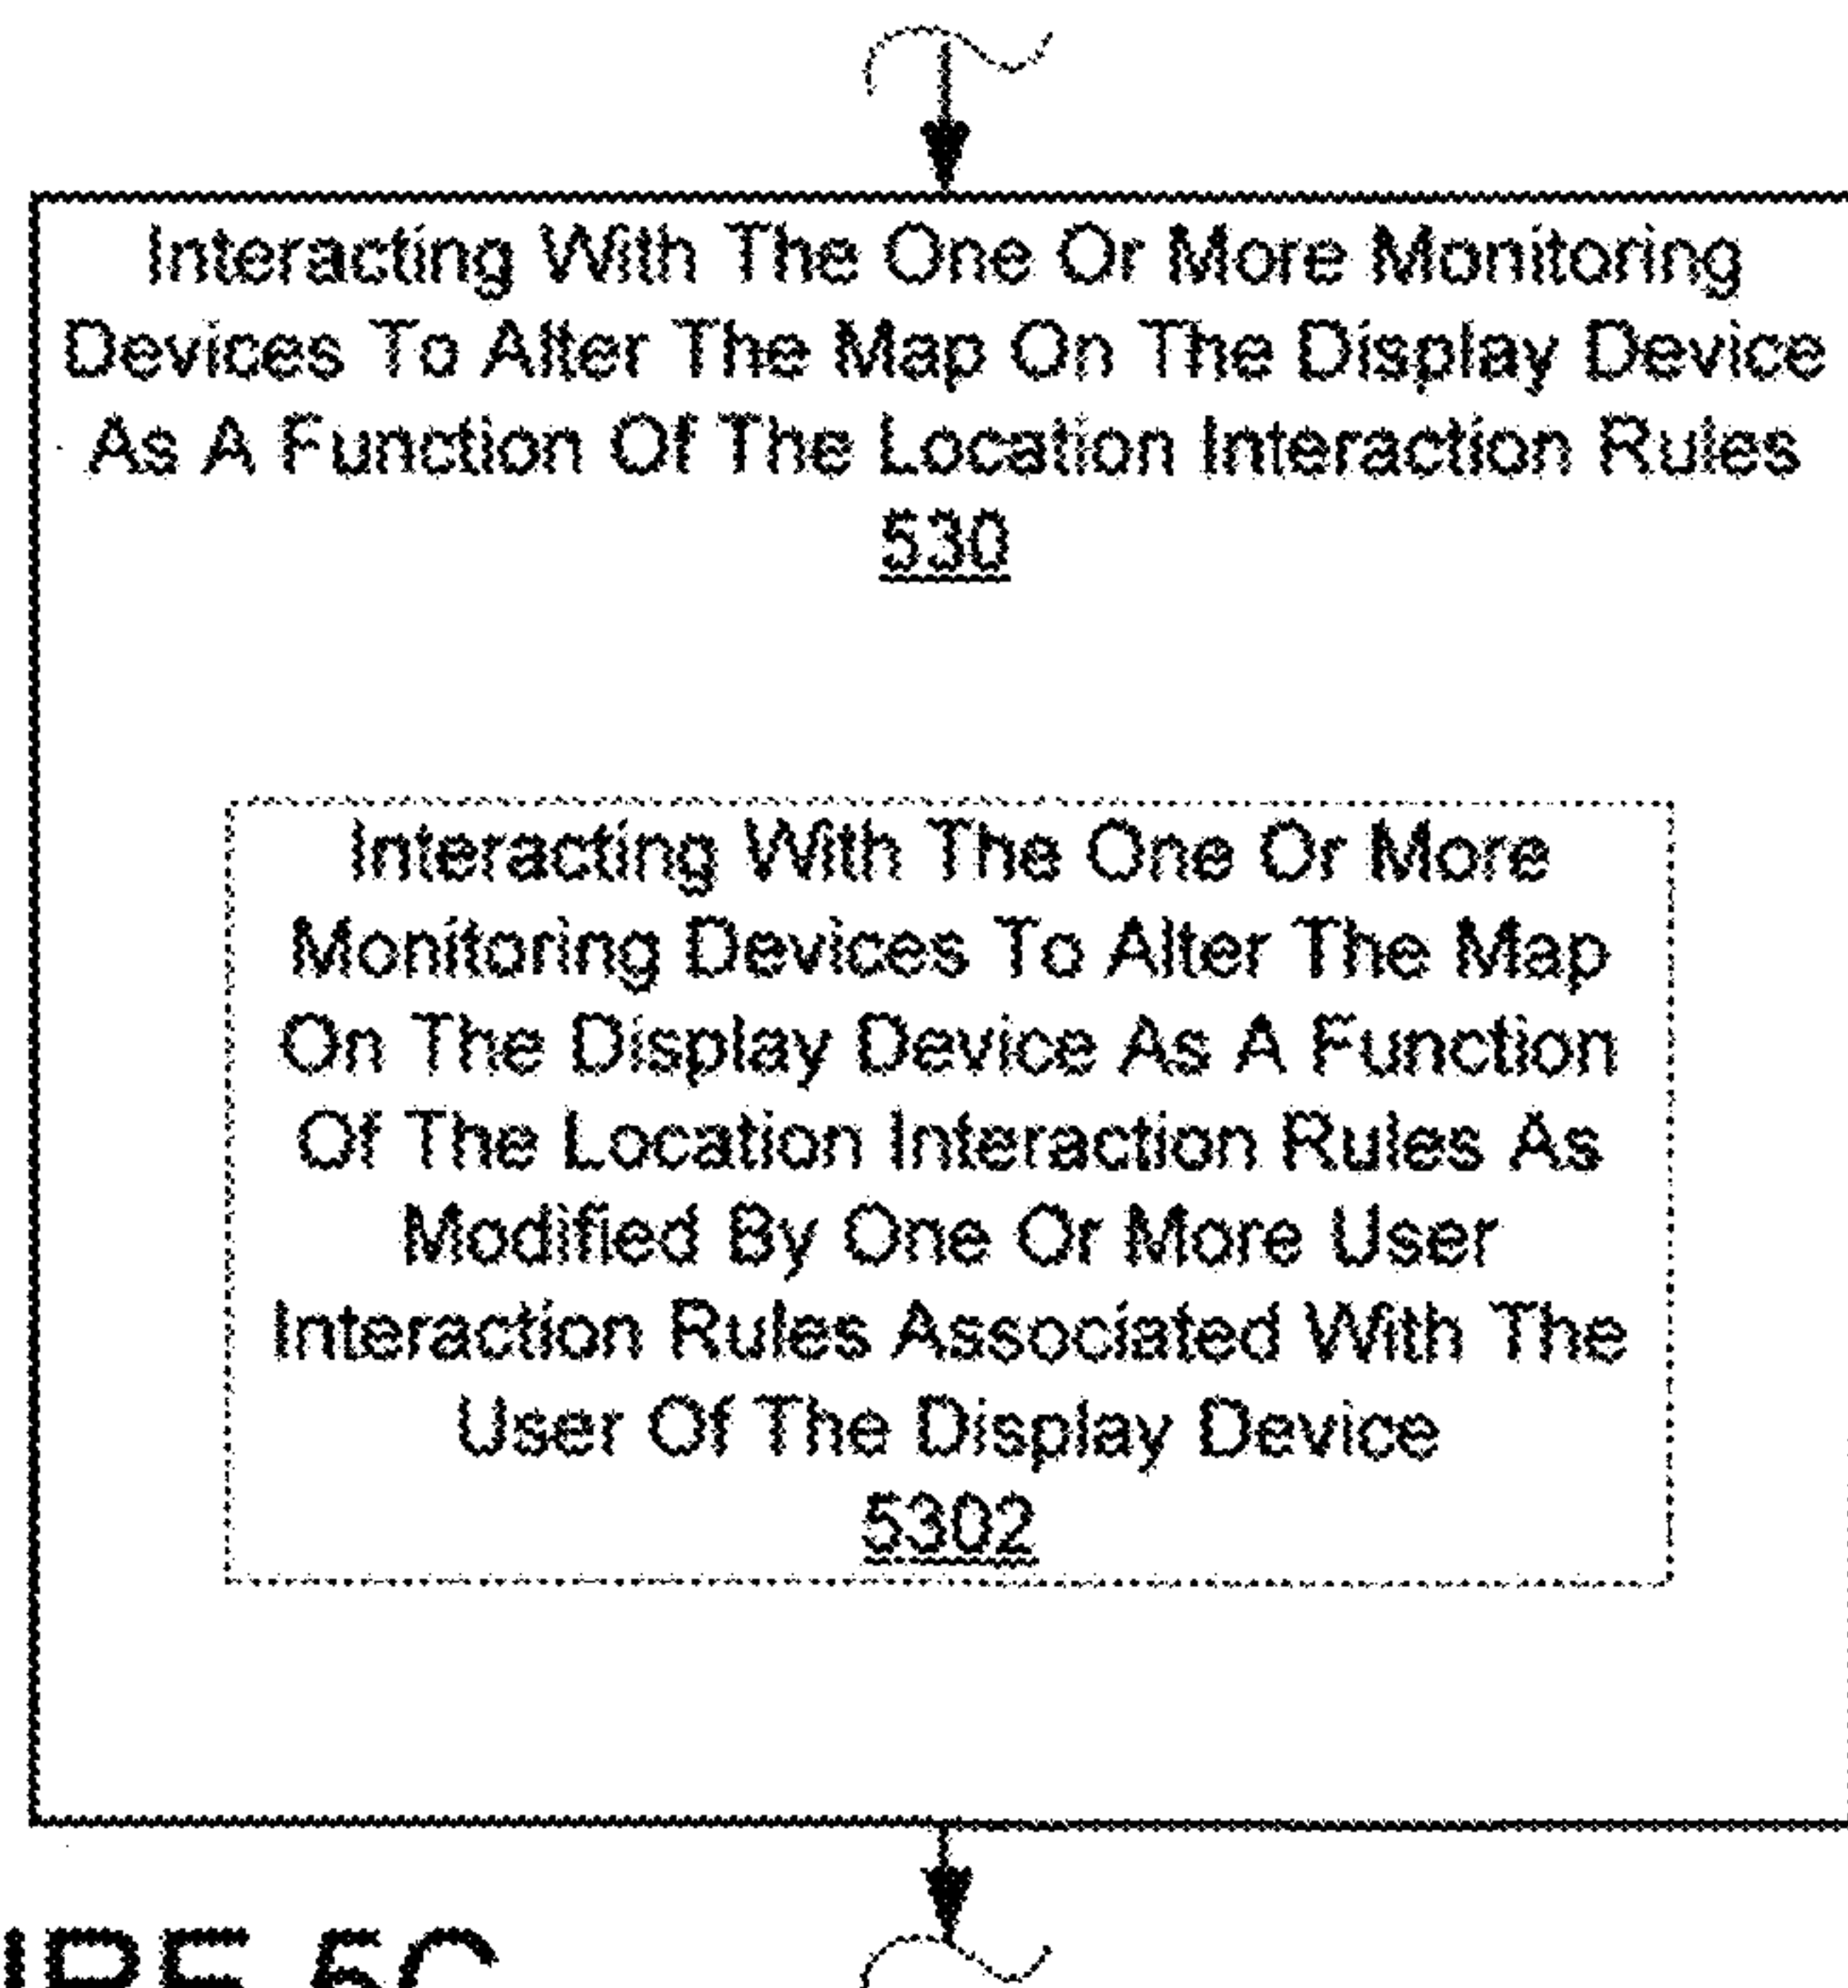 Interacting With The One Or More Monitoring
Devices To Alter The Map On The Display Device
As A Function Of The Location Interaction Rules
530
Interacting With The One Or More
Monitoring Devices To Alter The Map
On The Display Device As A Function
Of The Location Interaction Rules As
Modified By One Or More User
Interaction Rules Associated With The
User Of The Display Device
5302